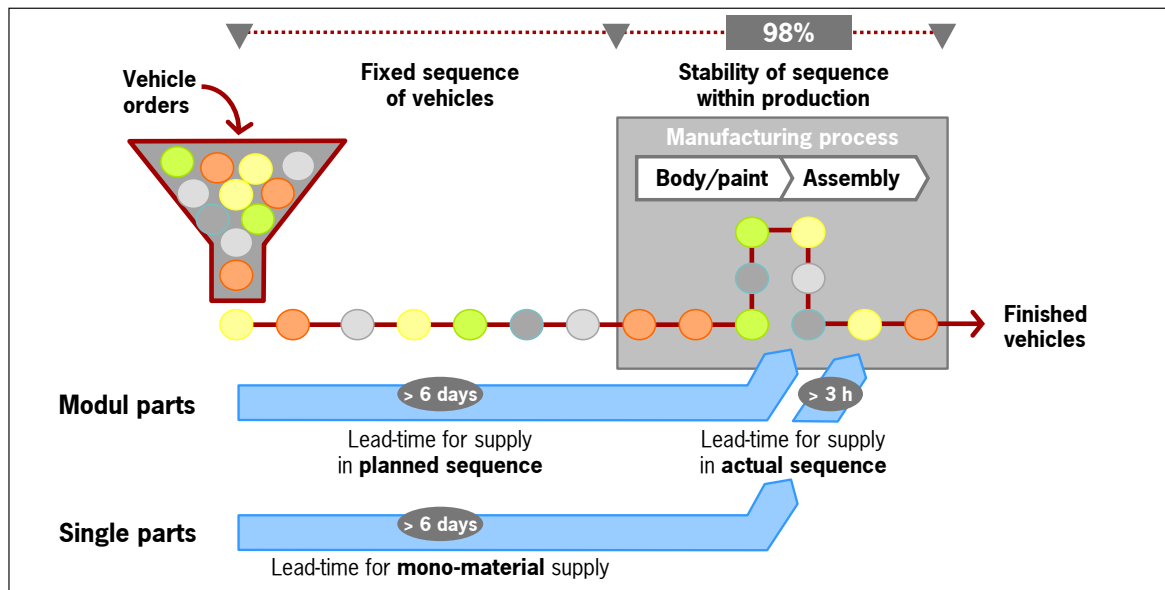 98%
Vehicle
orders
Fixed sequence
of vehicles
Stability of sequence
within production
Manufacturing process
Body/paint
Assembly
Finished
vehicles
Modul parts
> 6 days
> 3 h
Lead-time for supply
in planned sequence
Lead-time for supply
in actual sequence
Single parts
> 6 days
Lead-time for mono-material supply